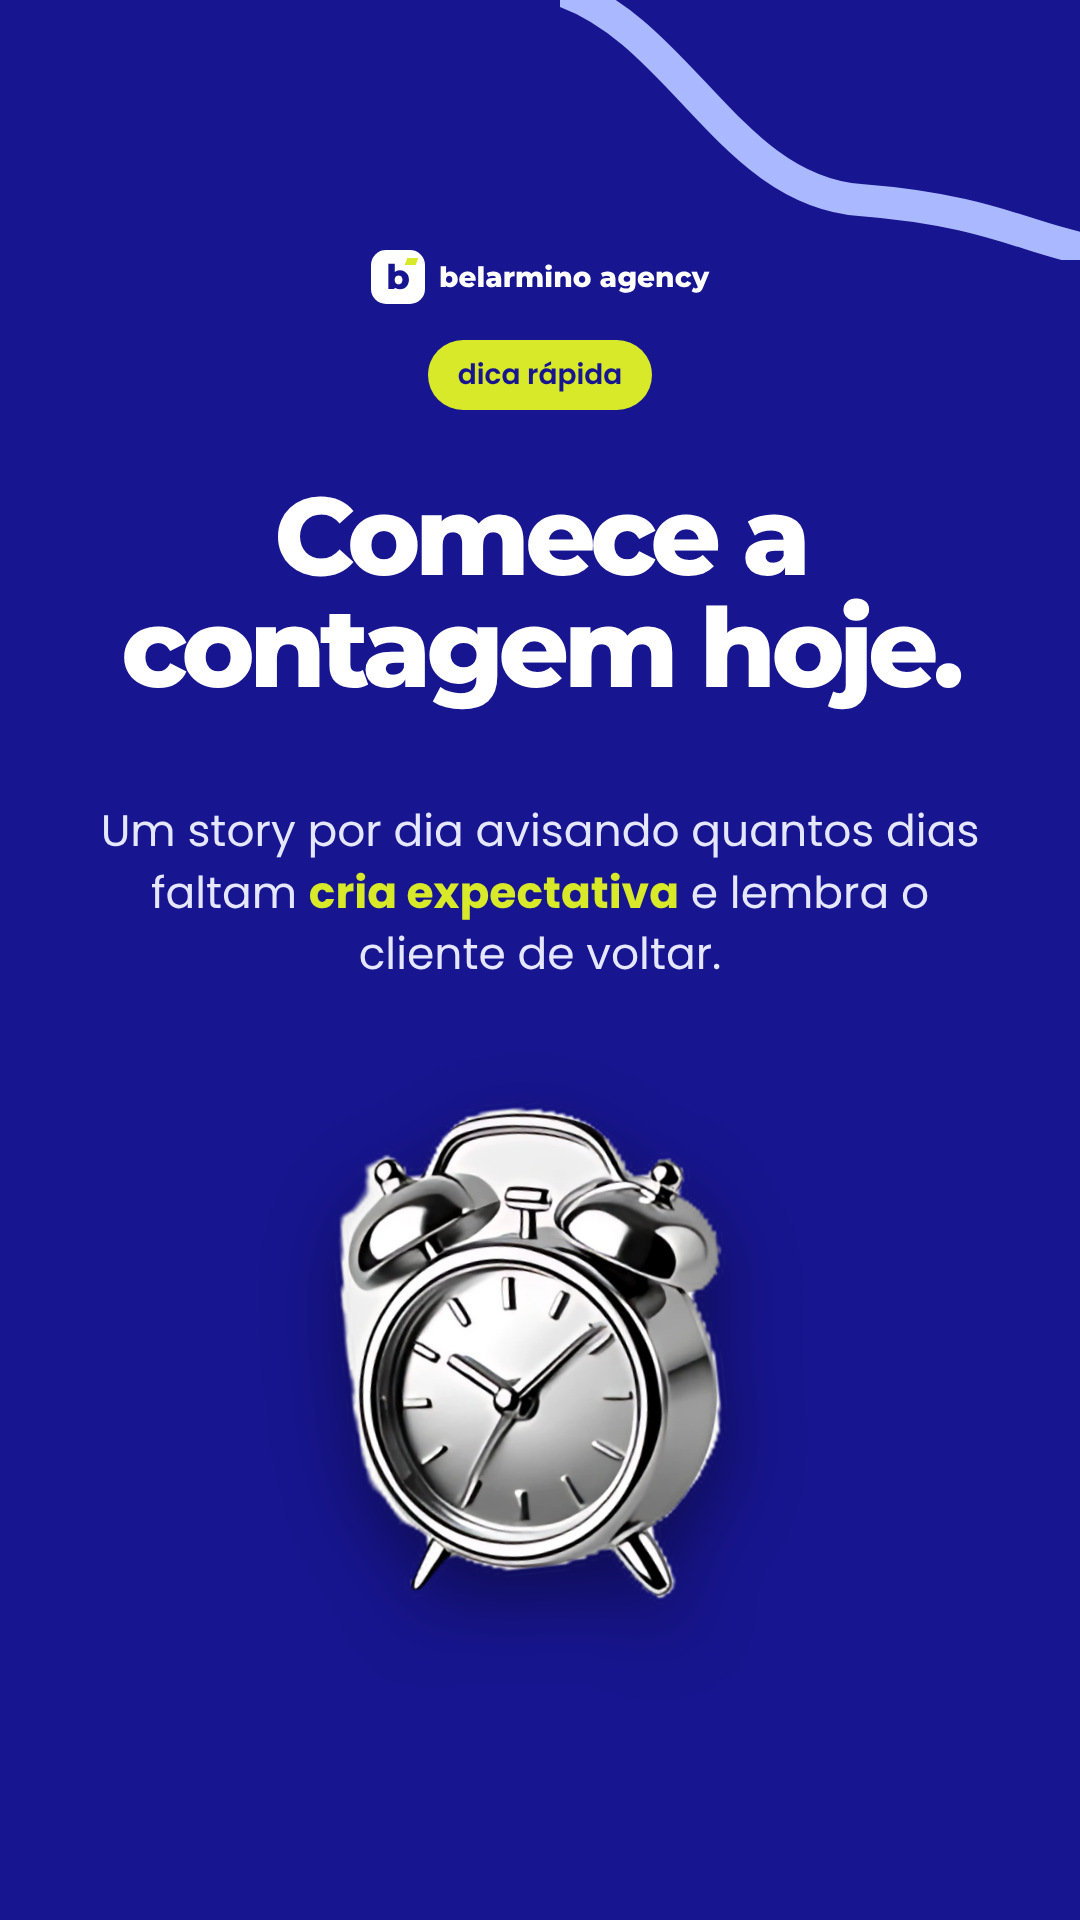 b
belarmino agency
dica rápida
Comece a
contagem hoje.
Um story por dia avisando quantos dias
faltam cria expectativa e lembra o
cliente de voltar.